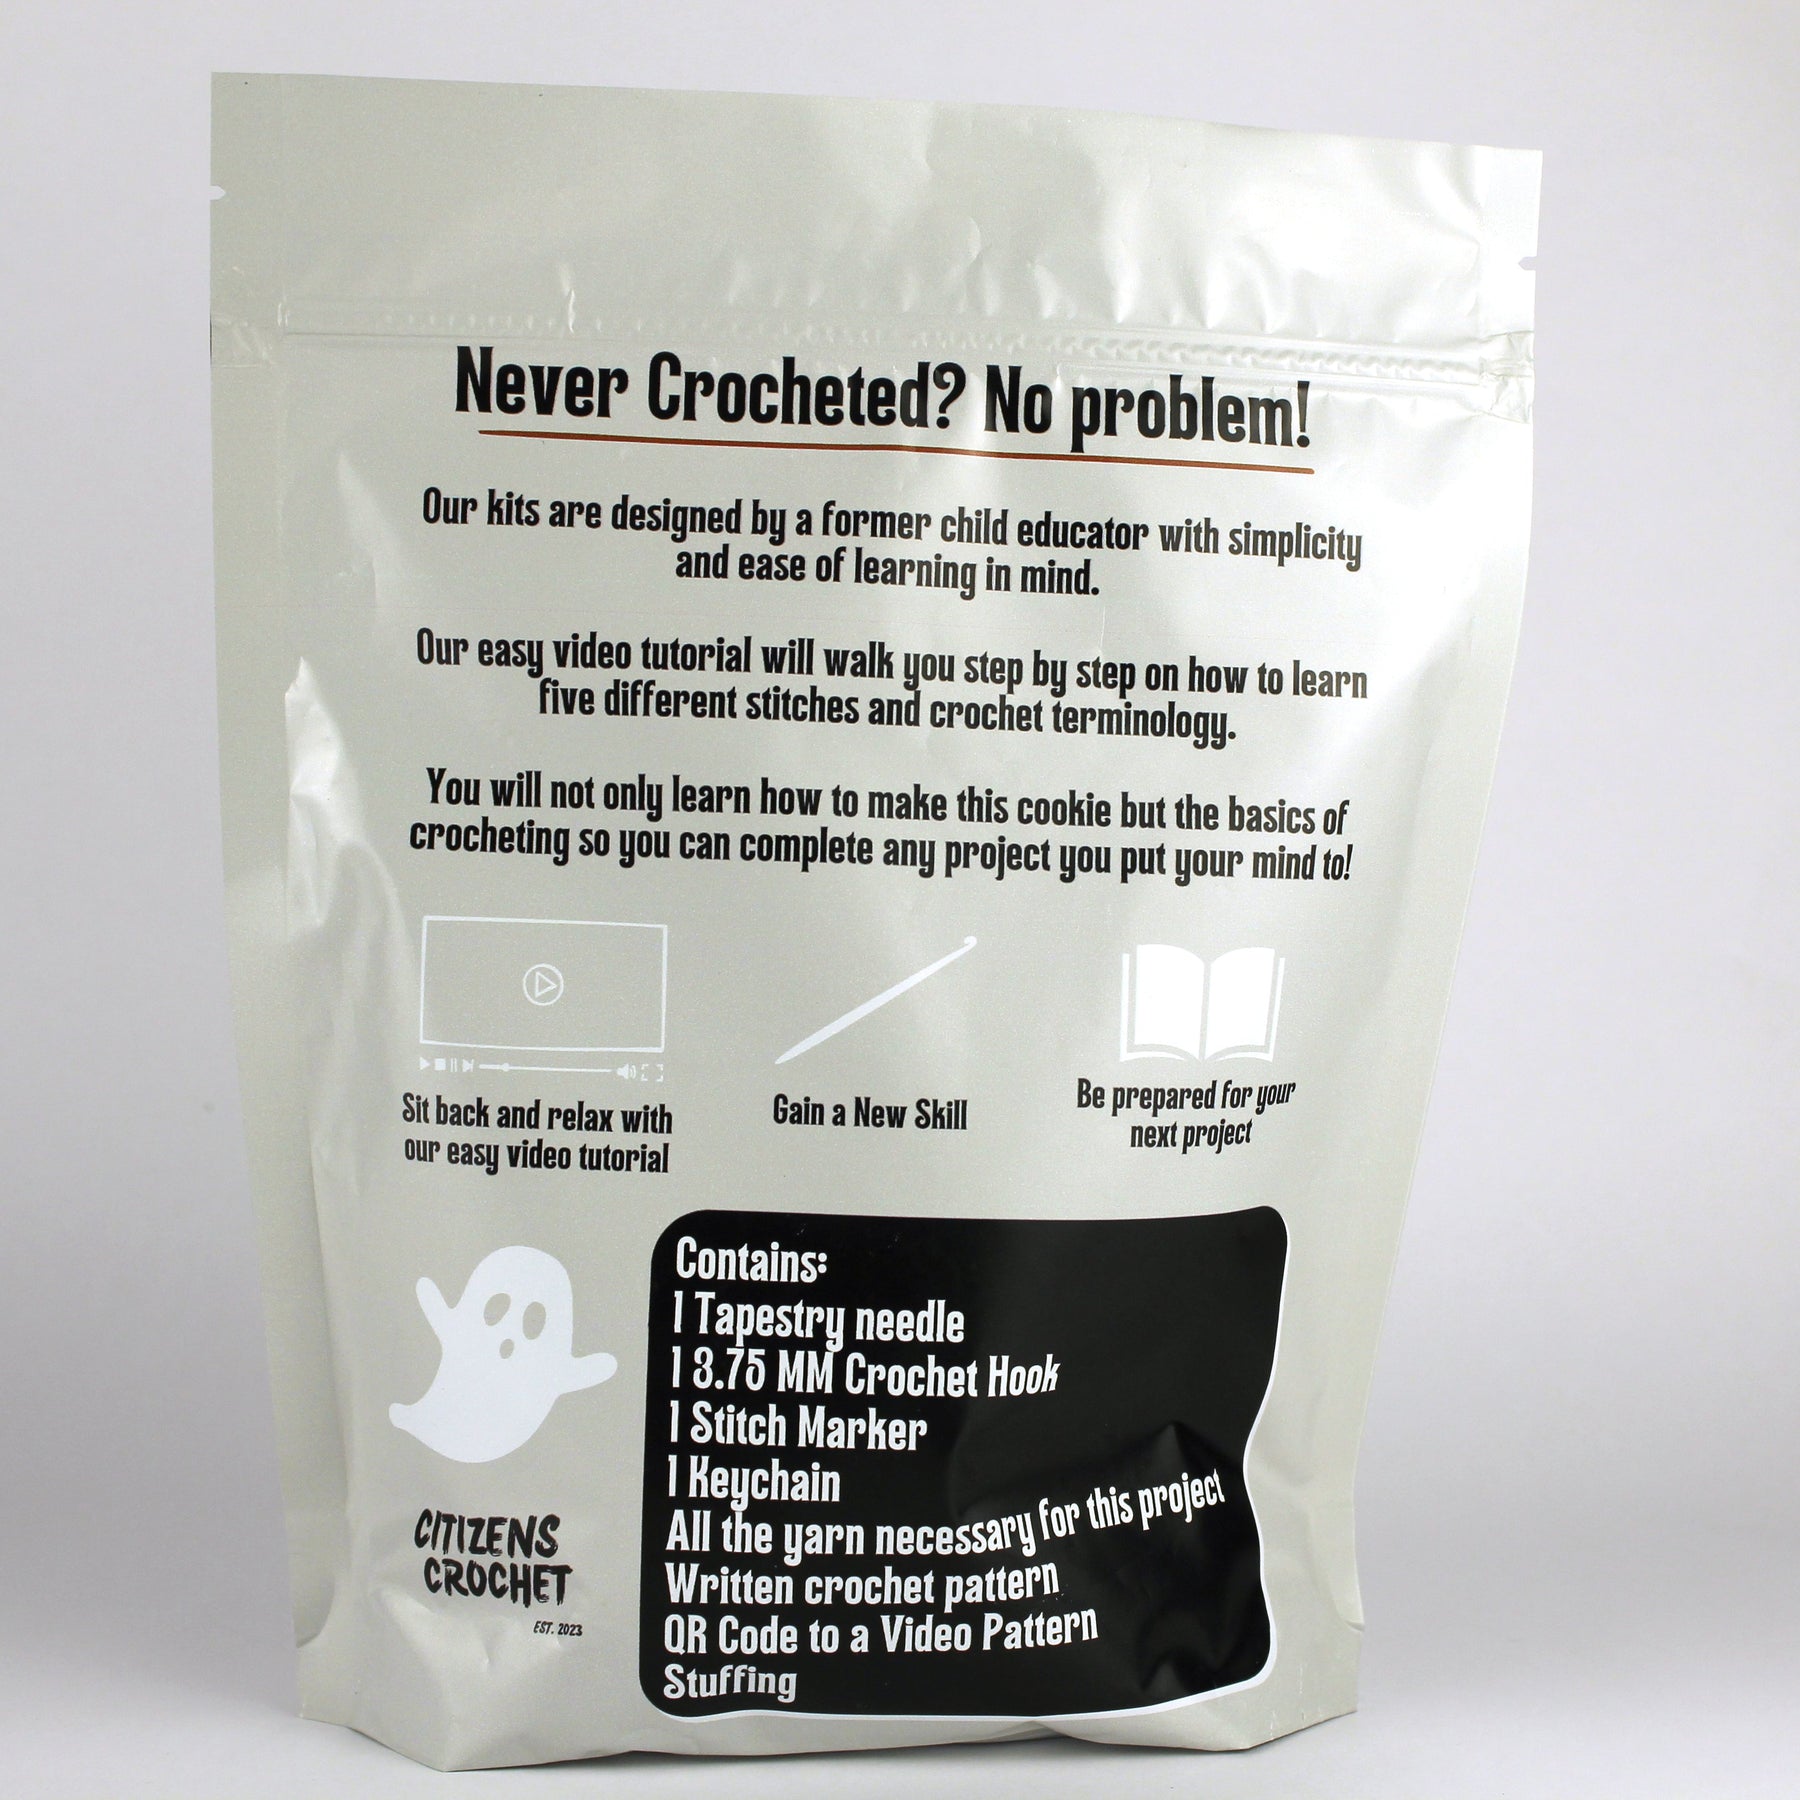 Never Crocheted? No problem!
Our kits are designed by a former child educator with simplicity
and ease of learning in mind.
Our easy video tutorial will walk you step by step on how to learn
five different stitches and crochet terminology.
You will not only learn how to make this cookie but the basics of
crocheting so you can complete any project you put your mind to!
Sit back and relax with
our easy video tutorial
Gain a New Skill
Be prepared for your
next project
CITIZENS
CROCHET
EST. 2023
Contains:
1 Tapestry needle
1 3.75 MM Crochet Hook
1 Stitch Marker
1 Keychain
All the yarn necessary for this project
Written crochet pattern
QR Code to a Video Pattern
Stuffing